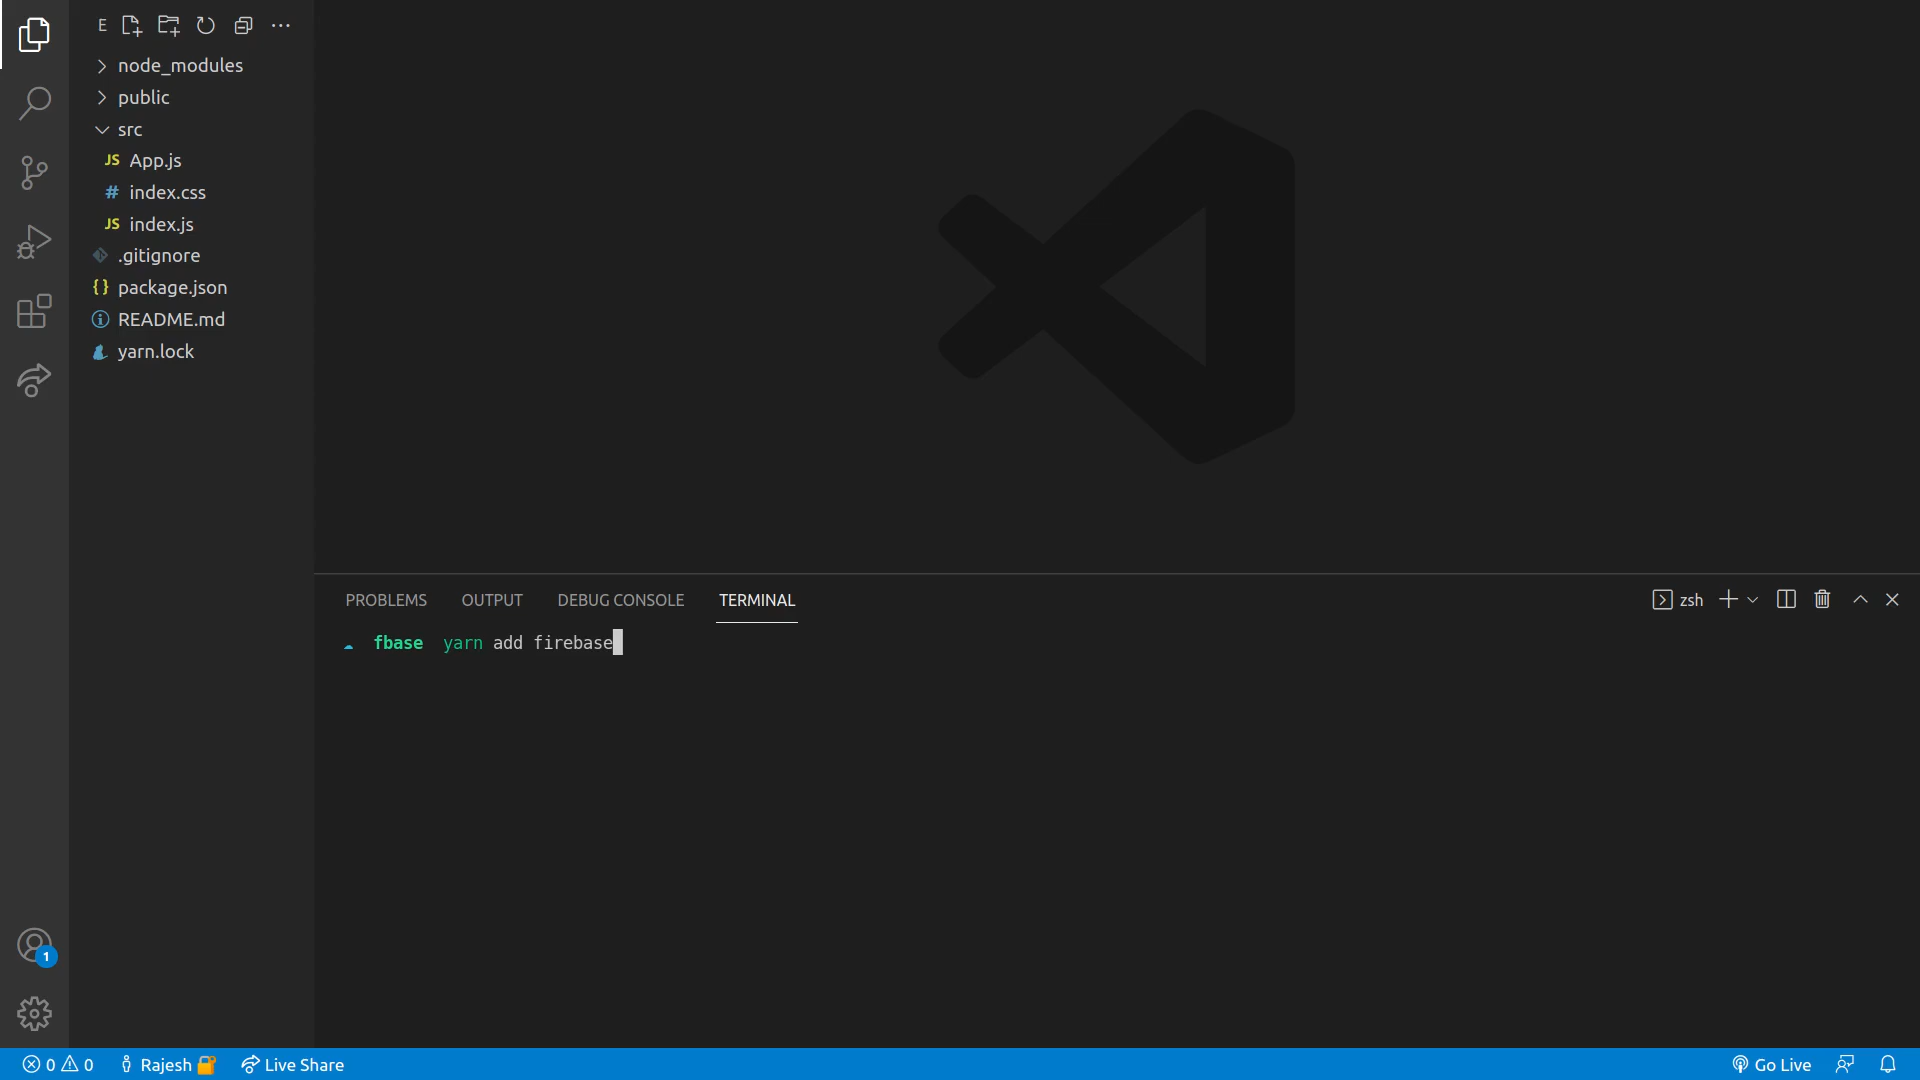 E
node_modules
public
src
JS App.js
# index.css
JS index.js
.gitignore
{} package.json
README.md
yarn.lock
PROBLEMS OUTPUT DEBUG CONSOLE TERMINAL
zsh
fbase yarn add firebase
1
0 0 Rajesh Live Share
Go Live